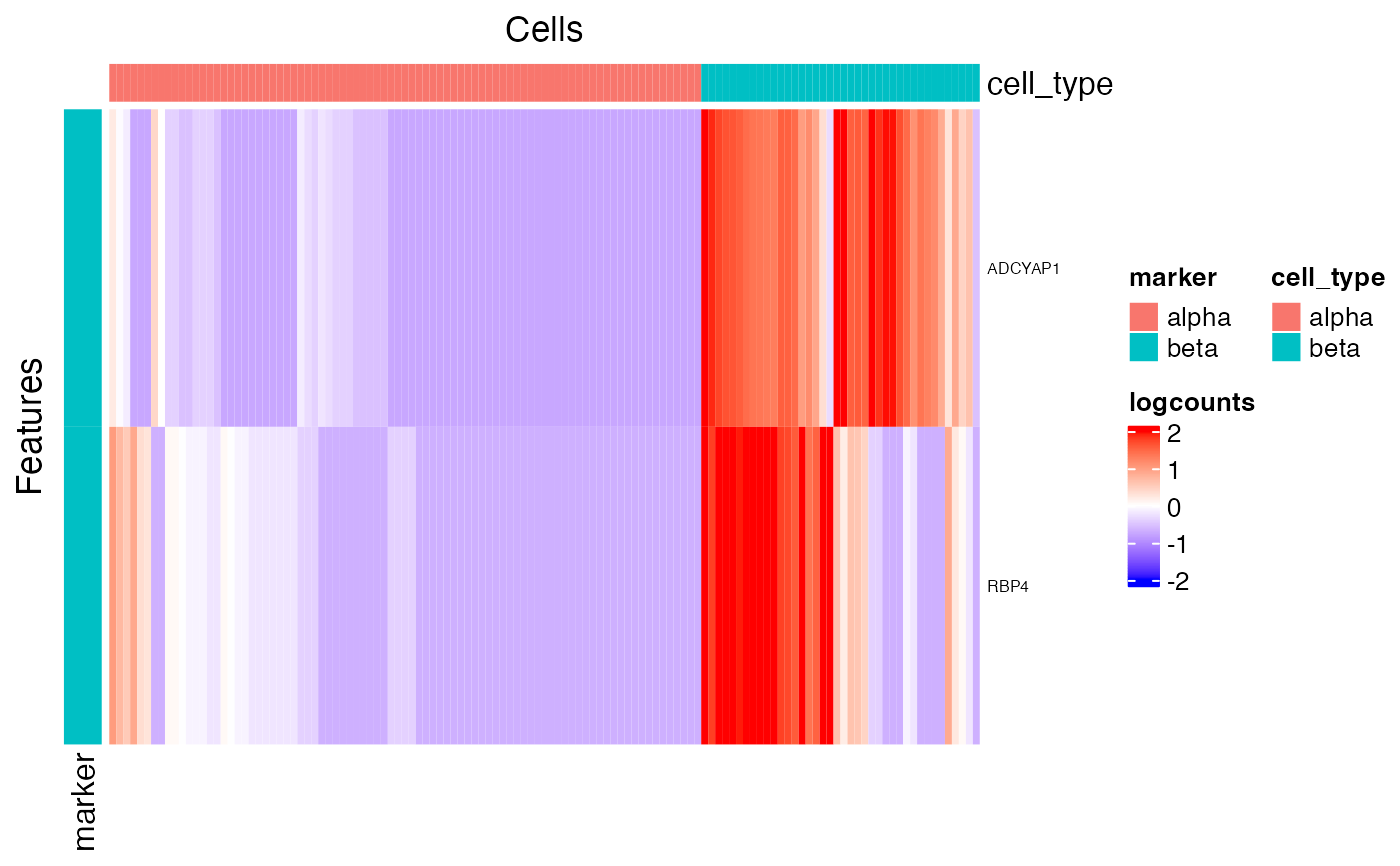 Cells
cell_type
ADCYAP1
RBP4
Features
marker
marker
alpha
beta
cell_type
alpha
beta
logcounts
2
1
0
-1
-2